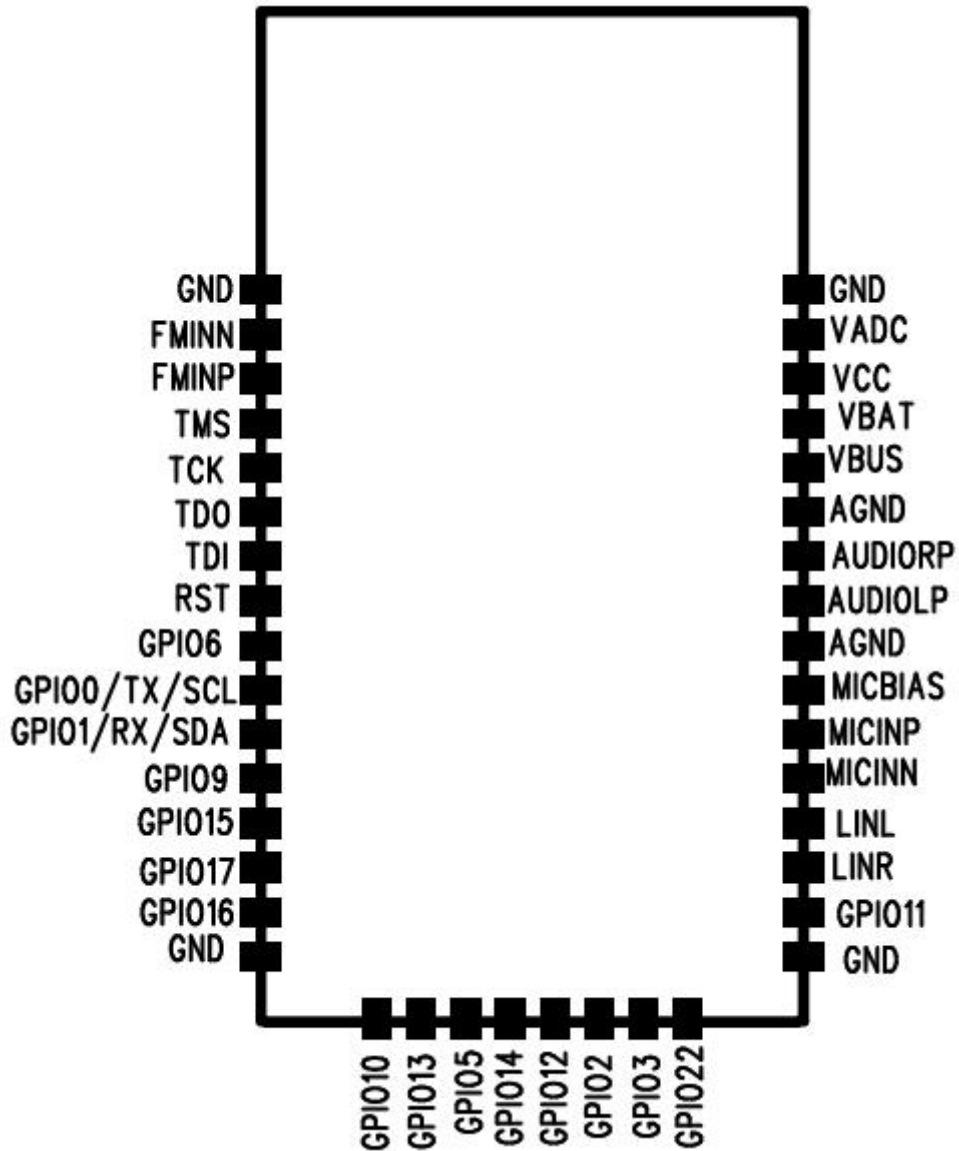 GND
FMINN
FMINP
TMS
TCK
TDO
TDI
RST
GPIO6
GPIO0/TX/SCL
GPIO1/RX/SDA
GPIO9
GPIO15
GPIO17
GPIO16
GND
GND
VADC
VCC
VBAT
VBUS
AGND
AUDIORP
AUDIOLP
AGND
MICBIAS
MICINP
MICINN
LINL
LINR
GPIO11
GND
GPIO10
GPIO13
GPIO5
GPIO14
GPIO12
GPIO2
GPIO3
GPIO22